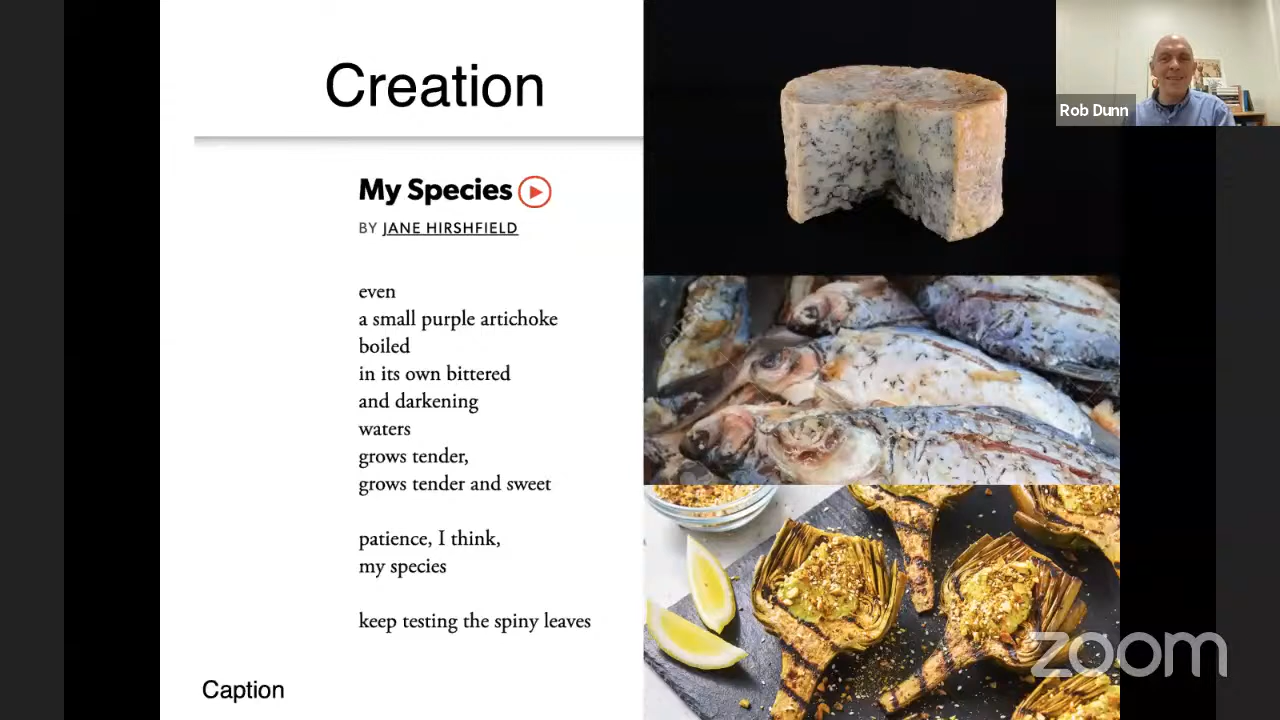 Creation
My Species
BY JANE HIRSHFIELD
even
a small purple artichoke
boiled
in its own bittered
and darkening
waters
grows tender,
grows tender and sweet
patience, I think,
my species
keep testing the spiny leaves
Caption
Rob Dunn
zoom